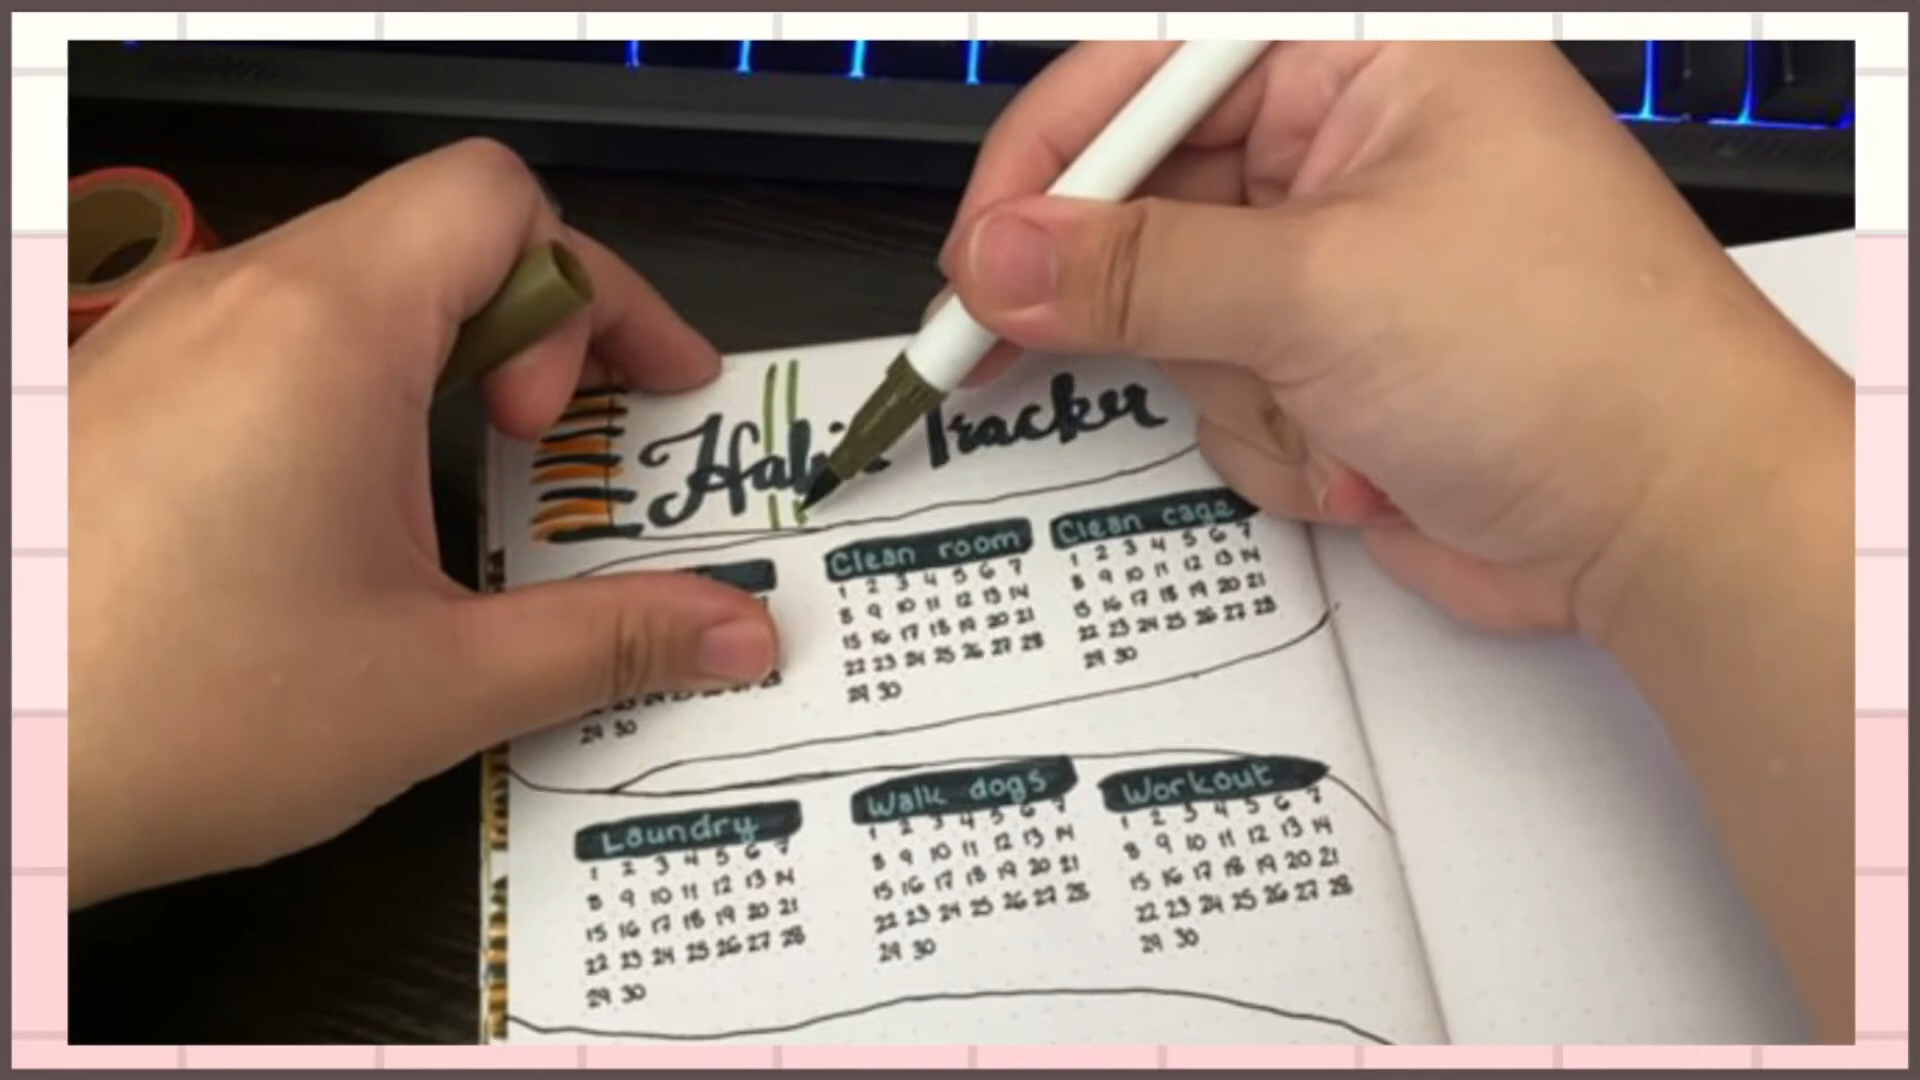 Habit Tracker
29 30
Clean room
1 2 3 4 5 6 7
8 9 10 11 12 13 14
15 16 17 18 19 20 21
22 23 24 25 26 27 28
29 30
Clean cage
1 2 3 4 5 6 7
8 9 10 11 12 13 14
15 16 17 18 19 20 21
22 23 24 25 26 27 28
29 30
Laundry
1 2 3 4 5 6 7
8 9 10 11 12 13 14
15 16 17 18 19 20 21
22 23 24 25 26 27 28
29 30
Walk dogs
1 2 3 4 5 6 7
8 9 10 11 12 13 14
15 16 17 18 19 20 21
22 23 24 25 26 27 28
29 30
Workout
1 2 3 4 5 6 7
8 9 10 11 12 13 14
15 16 17 18 19 20 21
22 23 24 25 26 27 28
29 30